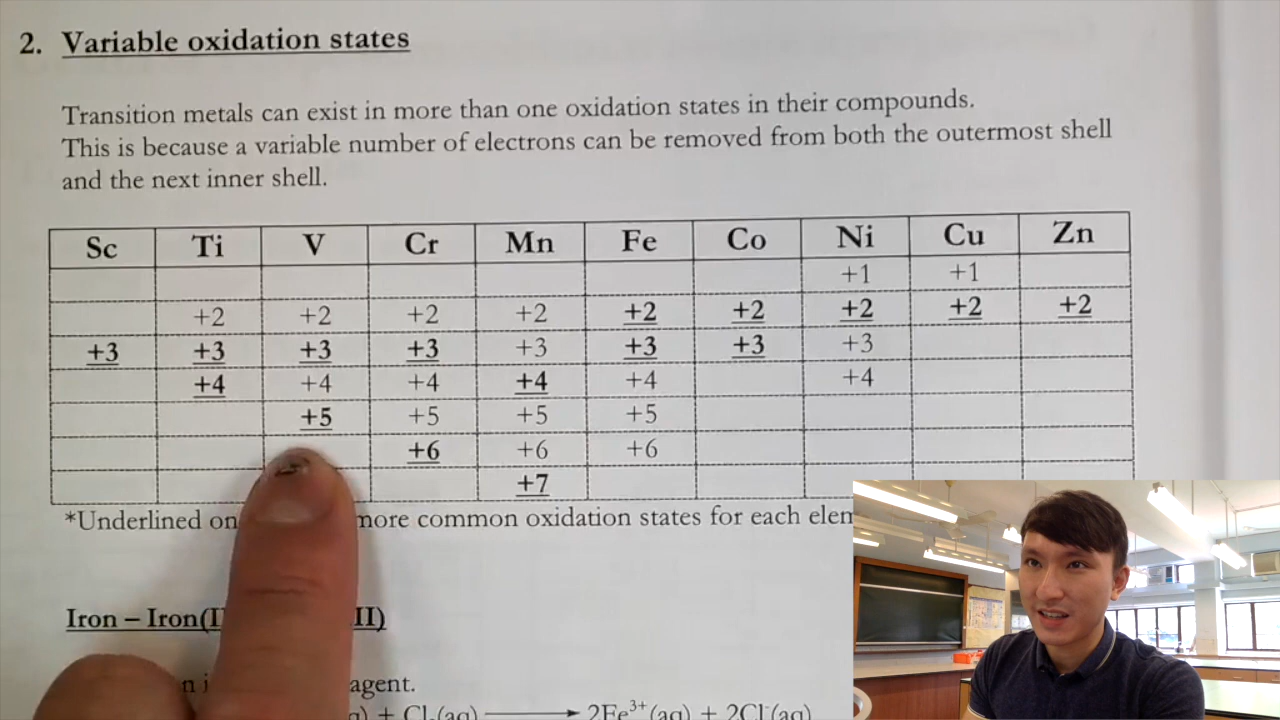 2. Variable oxidation states
Transition metals can exist in more than one oxidation states in their compounds.
This is because a variable number of electrons can be removed from both the outermost shell
and the next inner shell.
Sc Ti V Cr Mn Fe Co Ni Cu Zn
+1 +1
+2 +2 +2 +2 +2 +2 +2 +2 +2
+3 +3 +3 +3 +3 +3 +3 +3
+4 +4 +4 +4 +4 +4
+5 +5 +5 +5
+6 +6 +6
+7
*Underlined more common oxidation states for each
Iron – 
agent.
⟶ 2Fe³⁺(aq) + 2Cl⁻(aq)